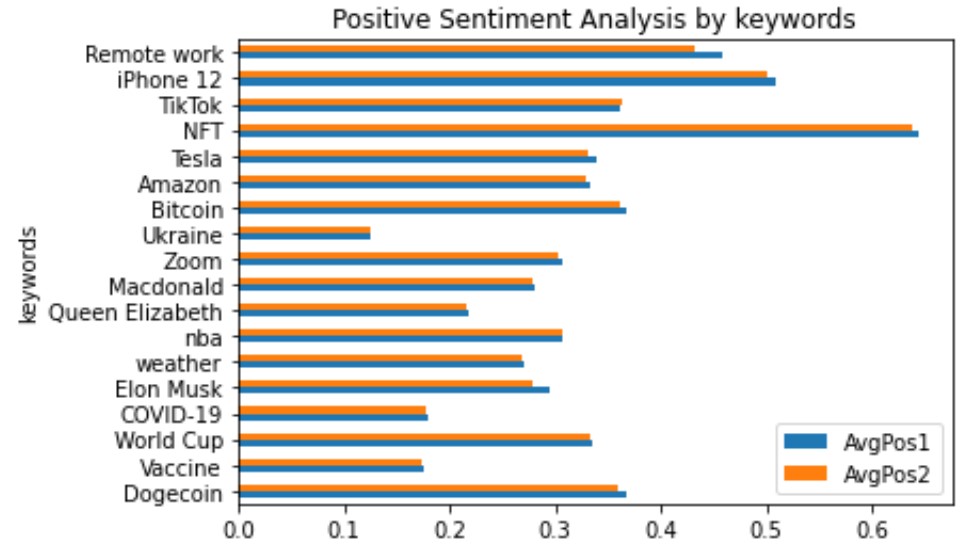 Positive Sentiment Analysis by keywords
keywords
Remote work
iPhone 12
TikTok
NFT
Tesla
Amazon
Bitcoin
Ukraine
Zoom
Macdonald
Queen Elizabeth
nba
weather
Elon Musk
COVID-19
World Cup
Vaccine
Dogecoin
AvgPos1
AvgPos2
0.0 0.1 0.2 0.3 0.4 0.5 0.6